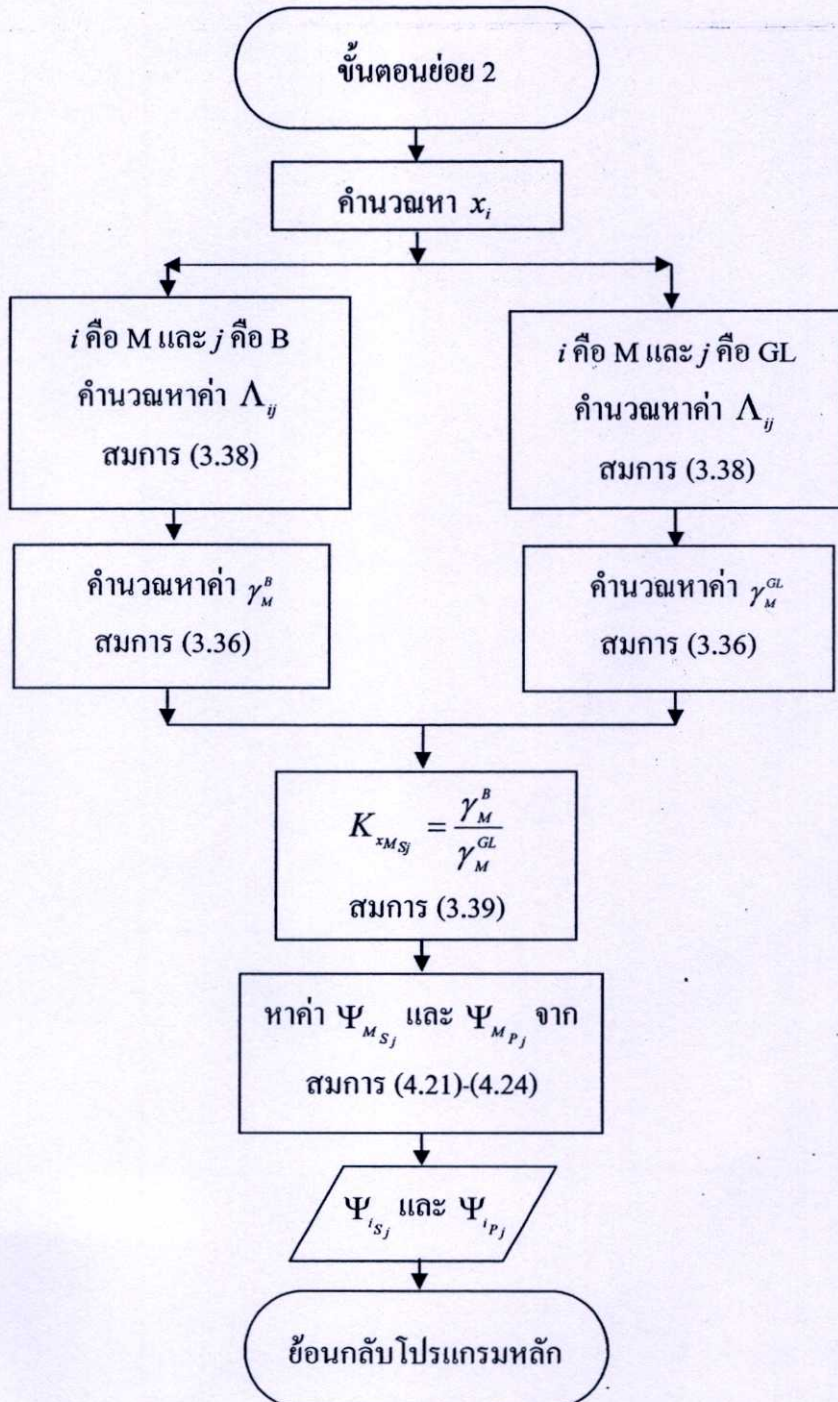 ขั้นตอนย่อย 2
คำนวณหา x_i
i คือ M และ j คือ B
คำนวณหาค่า Λ_ij
สมการ (3.38)
i คือ M และ j คือ GL
คำนวณหาค่า Λ_ij
สมการ (3.38)
คำนวณหาค่า γ_M^B
สมการ (3.36)
คำนวณหาค่า γ_M^GL
สมการ (3.36)
K_xMSj = γ_M^B / γ_M^GL
สมการ (3.39)
หาค่า Ψ_MSj และ Ψ_MPj จาก
สมการ (4.21)-(4.24)
Ψ_iSj และ Ψ_iPj
ย้อนกลับโปรแกรมหลัก